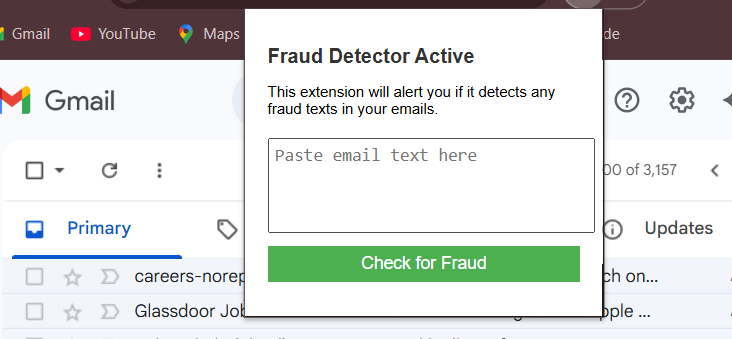 Gmail
YouTube
Maps
de
Fraud Detector Active
This extension will alert you if it detects any
fraud texts in your emails.
Paste email text here
Check for Fraud
Gmail
00 of 3,157
Primary
Updates
careers-norep
ch on...
Glassdoor Job
pple ...